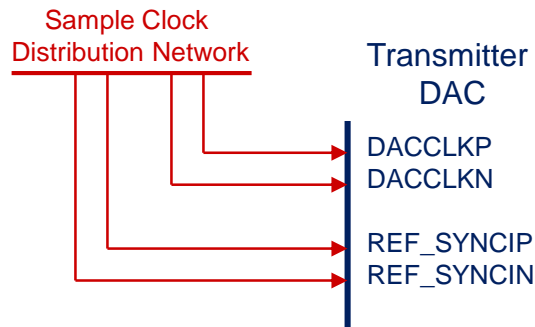 Sample Clock
Distribution Network
Transmitter
DAC
DACCLKP
DACCLKN
REF_SYNCIP
REF_SYNCIN